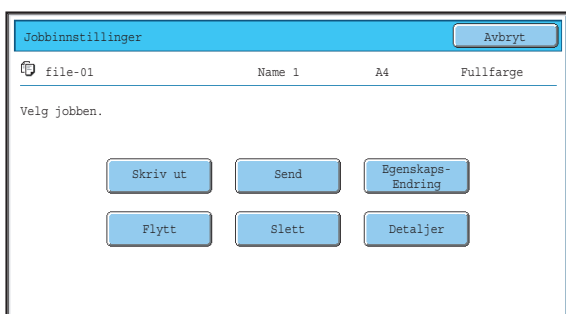 Jobbinnstillinger Avbryt
file-01 Name 1 A4 Fullfarge
Velg jobben.
Skriv ut Send Egenskaps-
Endring
Flytt Slett Detaljer